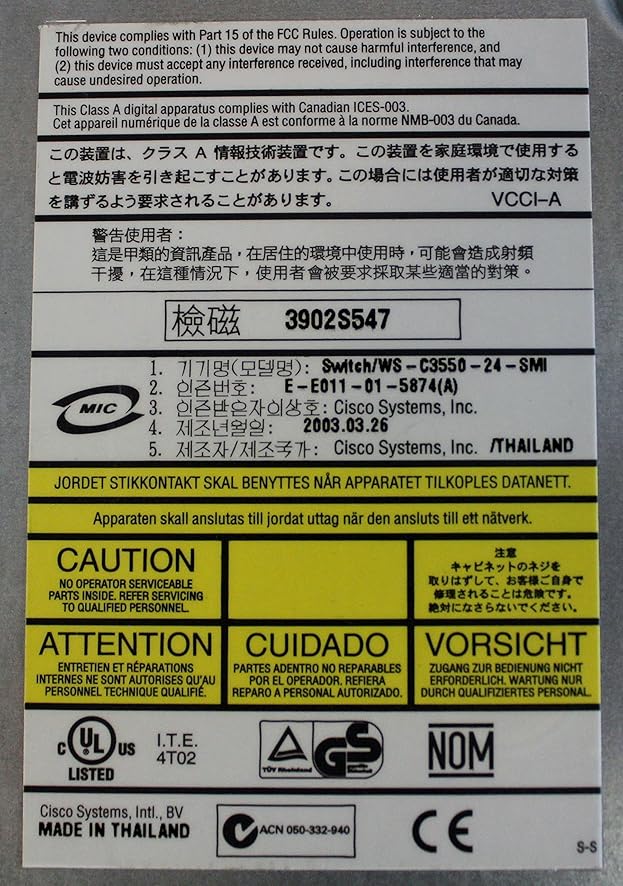 This device complies with Part 15 of the FCC Rules. Operation is subject to the
following two conditions: (1) this device may not cause harmful interference, and
(2) this device must accept any interference received, including interference that may
cause undesired operation.
This Class A digital apparatus complies with Canadian ICES-003.
Cet appareil numérique de la classe A est conforme à la norme NMB-003 du Canada.
この装置は、クラス A 情報技術装置です。この装置を家庭環境で使用する
と電波妨害を引き起こすことがあります。この場合には使用者が適切な対策
を講ずるよう要求されることがあります。 VCCI-A
警告使用者：
這是甲類的資訊產品，在居住的環境中使用時，可能會造成射頻
干擾，在這種情況下，使用者會被要求採取某些適當的對策。
檢磁 3902S547
MIC
1. 기기명(모델명): Switch/WS-C3550-24-SMI
2. 인증번호: E-E011-01-5874(A)
3. 인증받은자의상호: Cisco Systems, Inc.
4. 제조년월일: 2003.03.26
5. 제조자/제조국가: Cisco Systems, Inc. /THAILAND
JORDET STIKKONTAKT SKAL BENYTTES NÅR APPARATET TILKOPLES DATANETT.
Apparaten skall anslutas till jordat uttag när den ansluts till ett nätverk.
CAUTION
NO OPERATOR SERVICEABLE
PARTS INSIDE. REFER SERVICING
TO QUALIFIED PERSONNEL.
注意
キャビネットのネジを
取りはずして、お客様ご自身で
修理されることは危険です。
絶対になさらないでください。
ATTENTION
ENTRETIEN ET RÉPARATIONS
INTERNES NE SONT AUTORISES QU'AU
PERSONNEL TECHNIQUE QUALIFIÉ.
CUIDADO
PARTES ADENTRO NO REPARABLES
POR EL OPERADOR. REFIERA
REPARO A PERSONAL AUTORIZADO.
VORSICHT
ZUGANG ZUR BEDIENUNG NICHT
ERFORDERLICH. WARTUNG NUR
DURCH QUALIFIZIERTES PERSONAL.
C UL US
LISTED
I.T.E.
4T02
TÜV Rheinland
GS
NOM
Cisco Systems, Intl., BV
MADE IN THAILAND
ACN 050-332-940
CE
S-S